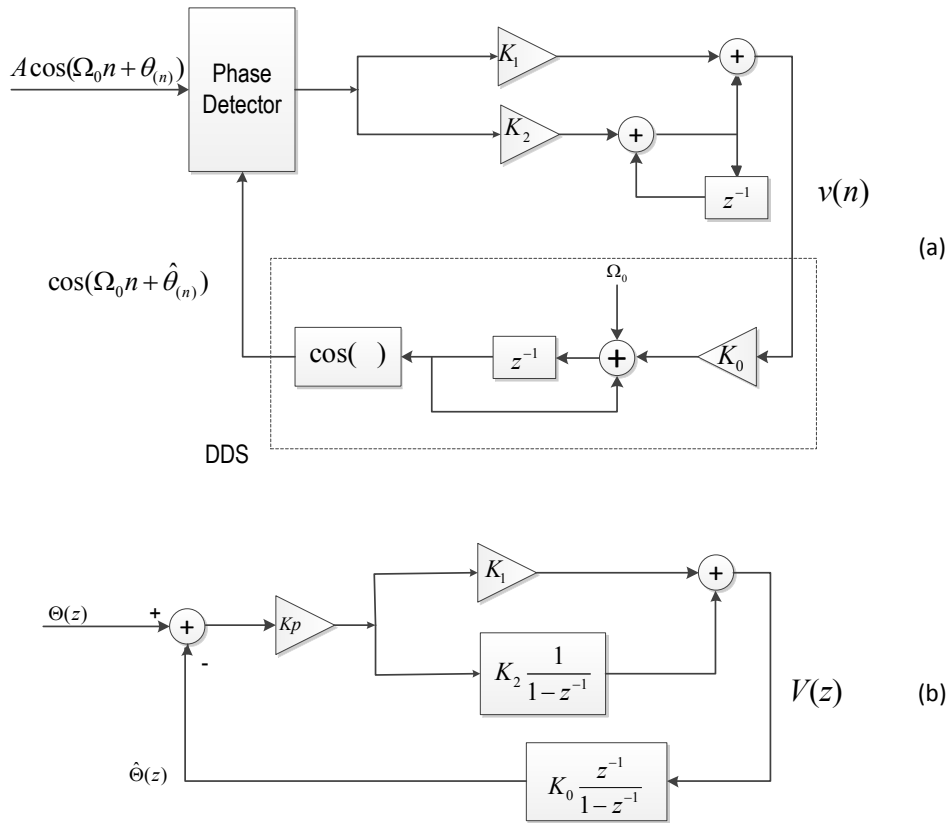 A cos(Ω₀n + θ₍ₙ₎)
Phase
Detector
K₁
+
K₂
+
z⁻¹
v(n)
(a)
cos(Ω₀n + θ̂₍ₙ₎)
Ω₀
cos( )
z⁻¹
+
K₀
DDS
K₁
+
Θ(z)
+
+
-
Kp
K₂ 1/(1 − z⁻¹)
V(z)
(b)
Θ̂(z)
K₀ z⁻¹/(1 − z⁻¹)